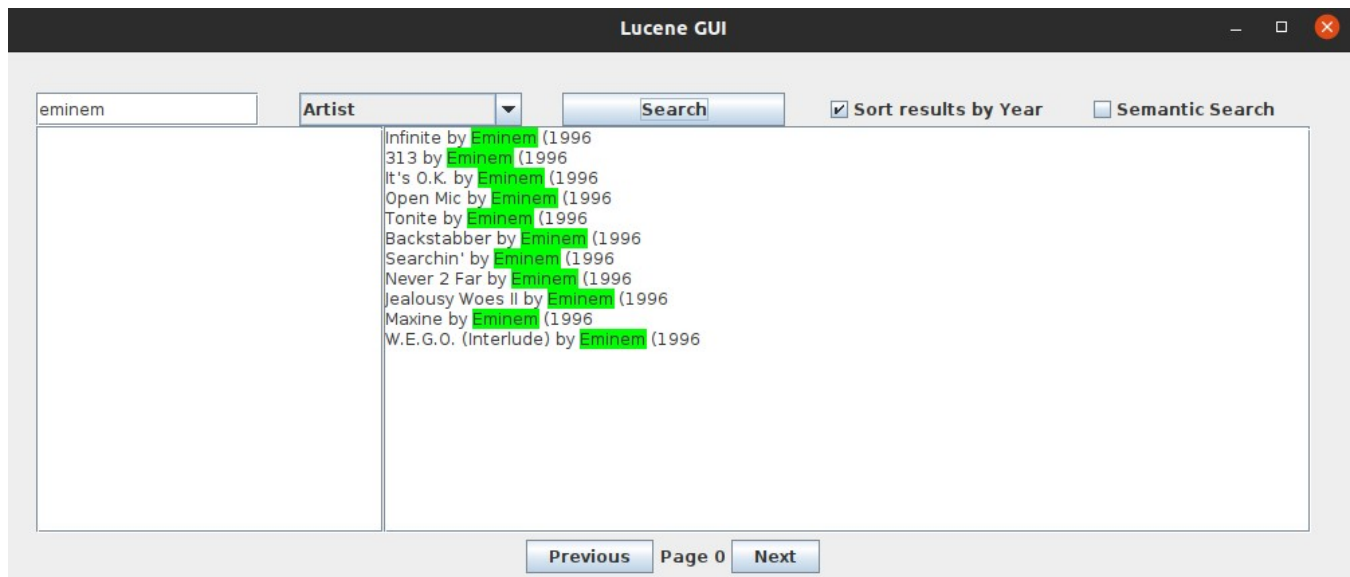 Lucene GUI
eminem Artist Search Sort results by Year Semantic Search
Infinite by Eminem (1996
313 by Eminem (1996
It's O.K. by Eminem (1996
Open Mic by Eminem (1996
Tonite by Eminem (1996
Backstabber by Eminem (1996
Searchin' by Eminem (1996
Never 2 Far by Eminem (1996
Jealousy Woes II by Eminem (1996
Maxine by Eminem (1996
W.E.G.O. (Interlude) by Eminem (1996
Previous Page 0 Next